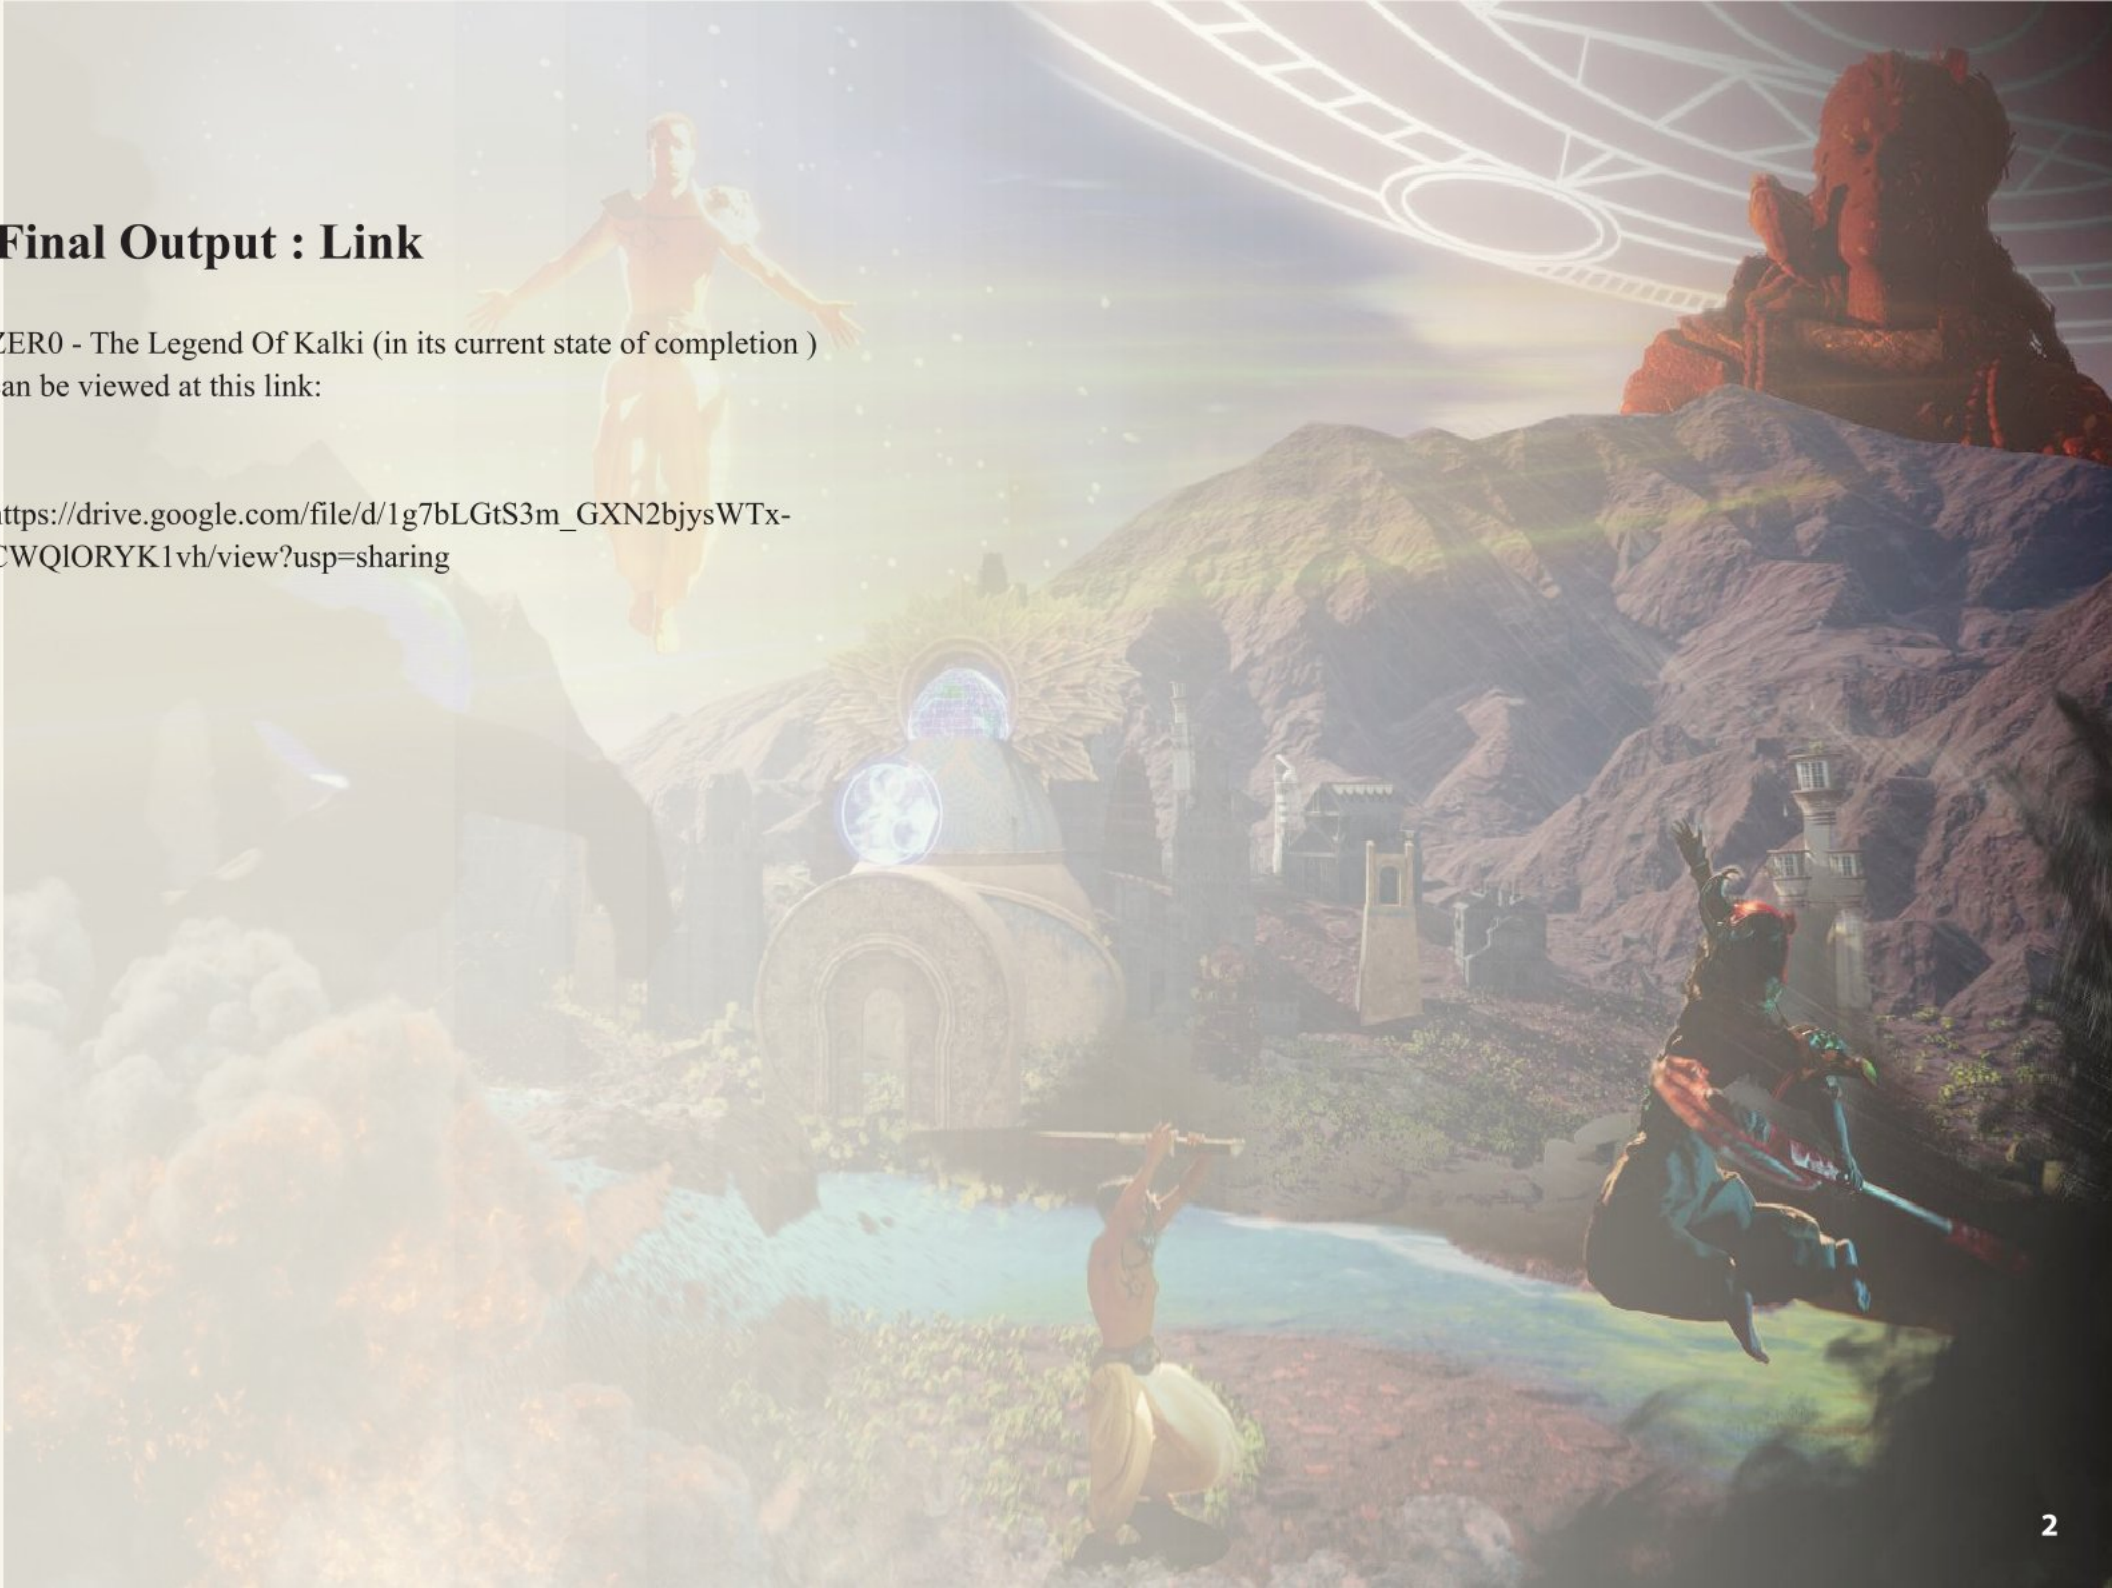 Final Output : Link
ZER0 - The Legend Of Kalki (in its current state of completion )
an be viewed at this link:
ttps://drive.google.com/file/d/1g7bLGtS3m_GXN2bjysWTx-
CWQlORYK1vh/view?usp=sharing
2